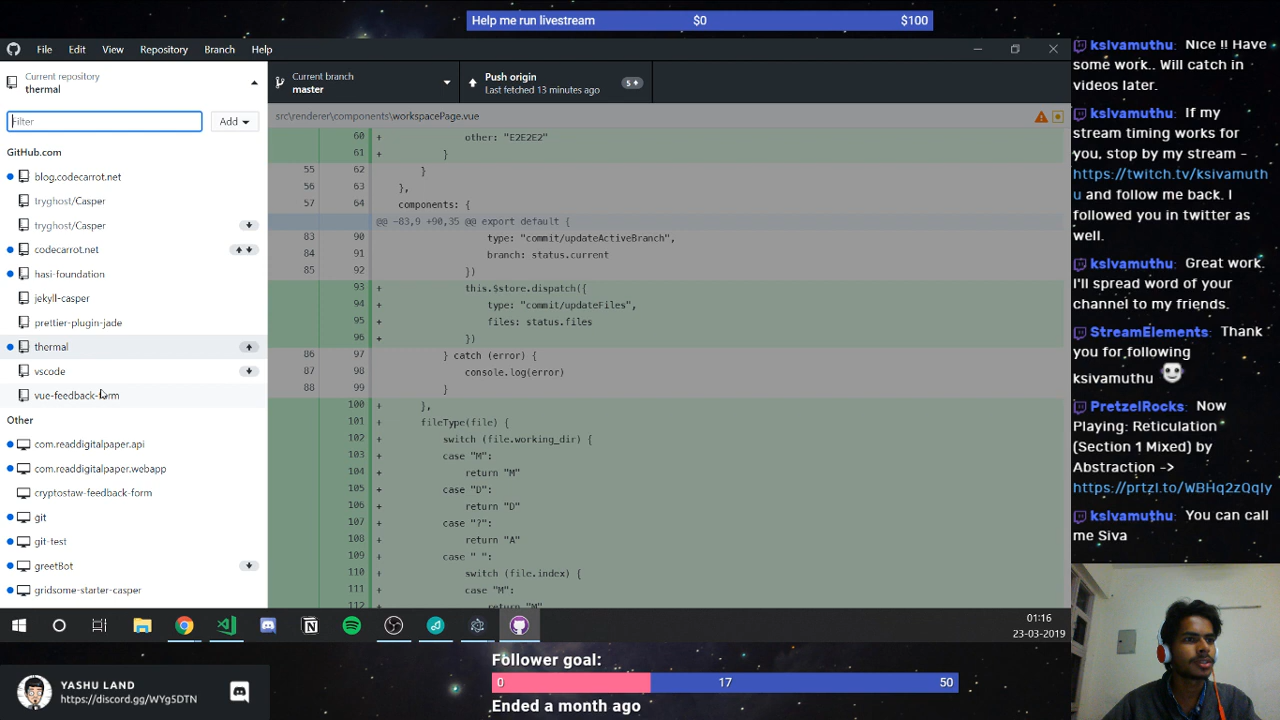 Help me run livestream $0 $100
File Edit View Repository Branch Help
Current repository
thermal
Current branch
master
Push origin
Last fetched 13 minutes ago
5
Filter
Add
GitHub.com
blog.codecarrot.net
tryghost/Casper
tryghost/Casper
codecarrot.net
hasi-foundation
jekyll-casper
prettier-plugin-jade
thermal
vscode
vue-feedback-form
Other
com.readdigitalpaper.api
com.readdigitalpaper.webapp
cryptostaw-feedback-form
git
git-test
greetBot
gridsome-starter-casper
src\renderer\components\workspacePage.vue
60 + other: "E2E2E2"
61 + }
55 62 }
56 63 },
57 64 components: {
@@ -83,9 +90,35 @@ export default {
83 90 type: "commit/updateActiveBranch",
84 91 branch: status.current
85 92 })
93 + this.$store.dispatch({
94 + type: "commit/updateFiles",
95 + files: status.files
96 + })
86 97 } catch (error) {
87 98 console.log(error)
88 99 }
100 + },
101 + fileType(file) {
102 + switch (file.working_dir) {
103 + case "M":
104 + return "M"
105 + case "D":
106 + return "D"
107 + case "?":
108 + return "A"
109 + case " ":
110 + switch (file.index) {
111 + case "M":
112 return "M"
01:16
23-03-2019
ksivamuthu: Nice !! Have
some work.. Will catch in
videos later.
ksivamuthu: If my
stream timing works for
you, stop by my stream -
https://twitch.tv/ksivamuth
u and follow me back. I
followed you in twitter as
well.
ksivamuthu: Great work.
I'll spread word of your
channel to my friends.
StreamElements: Thank
you for following
ksivamuthu
PretzelRocks: Now
Playing: Reticulation
(Section 1 Mixed) by
Abstraction ->
https://prtzl.to/WBHq2zQqIy
ksivamuthu: You can call
me Siva
YASHU LAND
https://discord.gg/WYg5DTN
Follower goal:
0 17 50
Ended a month ago